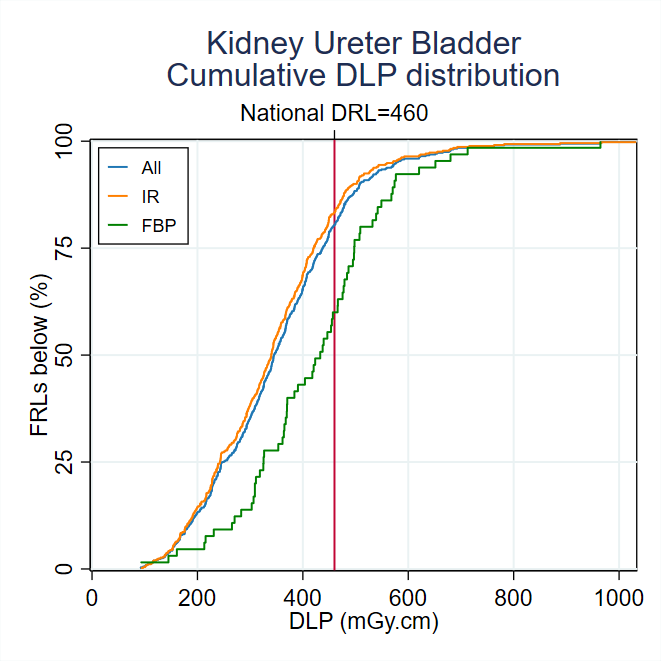 Kidney Ureter Bladder
Cumulative DLP distribution
National DRL=460
All
IR
FBP
FRLs below (%)
100
75
50
25
0
0 200 400 600 800 1000
DLP (mGy.cm)